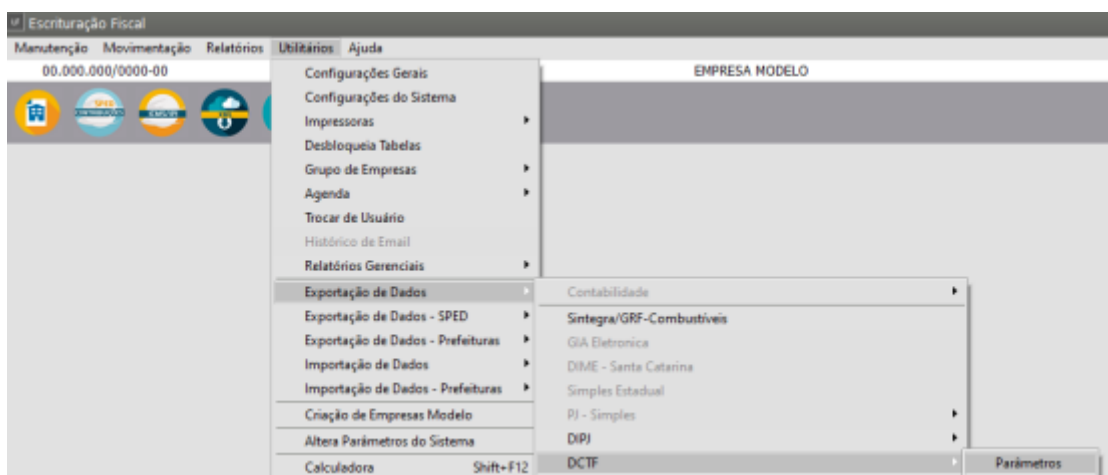 Escrituração Fiscal
Manutenção Movimentação Relatórios Utilitários Ajuda
00.000.000/0000-00 EMPRESA MODELO
Configurações Gerais
Configurações do Sistema
Impressoras
Desbloqueia Tabelas
Grupo de Empresas
Agenda
Trocar de Usuário
Histórico de Email
Relatórios Gerenciais
Exportação de Dados
Exportação de Dados - SPED
Exportação de Dados - Prefeituras
Importação de Dados
Importação de Dados - Prefeituras
Criação de Empresas Modelo
Altera Parâmetros do Sistema
Calculadora Shift+F12
Contabilidade
Sintegra/GRF-Combustíveis
GIA Eletronica
DIME - Santa Catarina
Simples Estadual
PJ - Simples
DIPJ
DCTF
Parâmetros